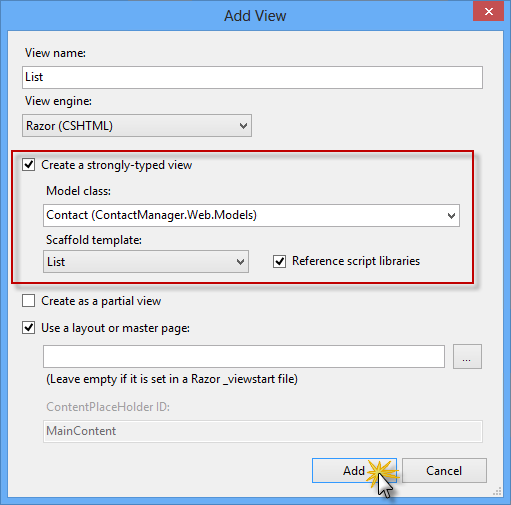 Add View
View name:
List
View engine:
Razor (CSHTML)
Create a strongly-typed view
Model class:
Contact (ContactManager.Web.Models)
Scaffold template:
List
Reference script libraries
Create as a partial view
Use a layout or master page:
...
(Leave empty if it is set in a Razor _viewstart file)
ContentPlaceHolder ID:
MainContent
Add
Cancel